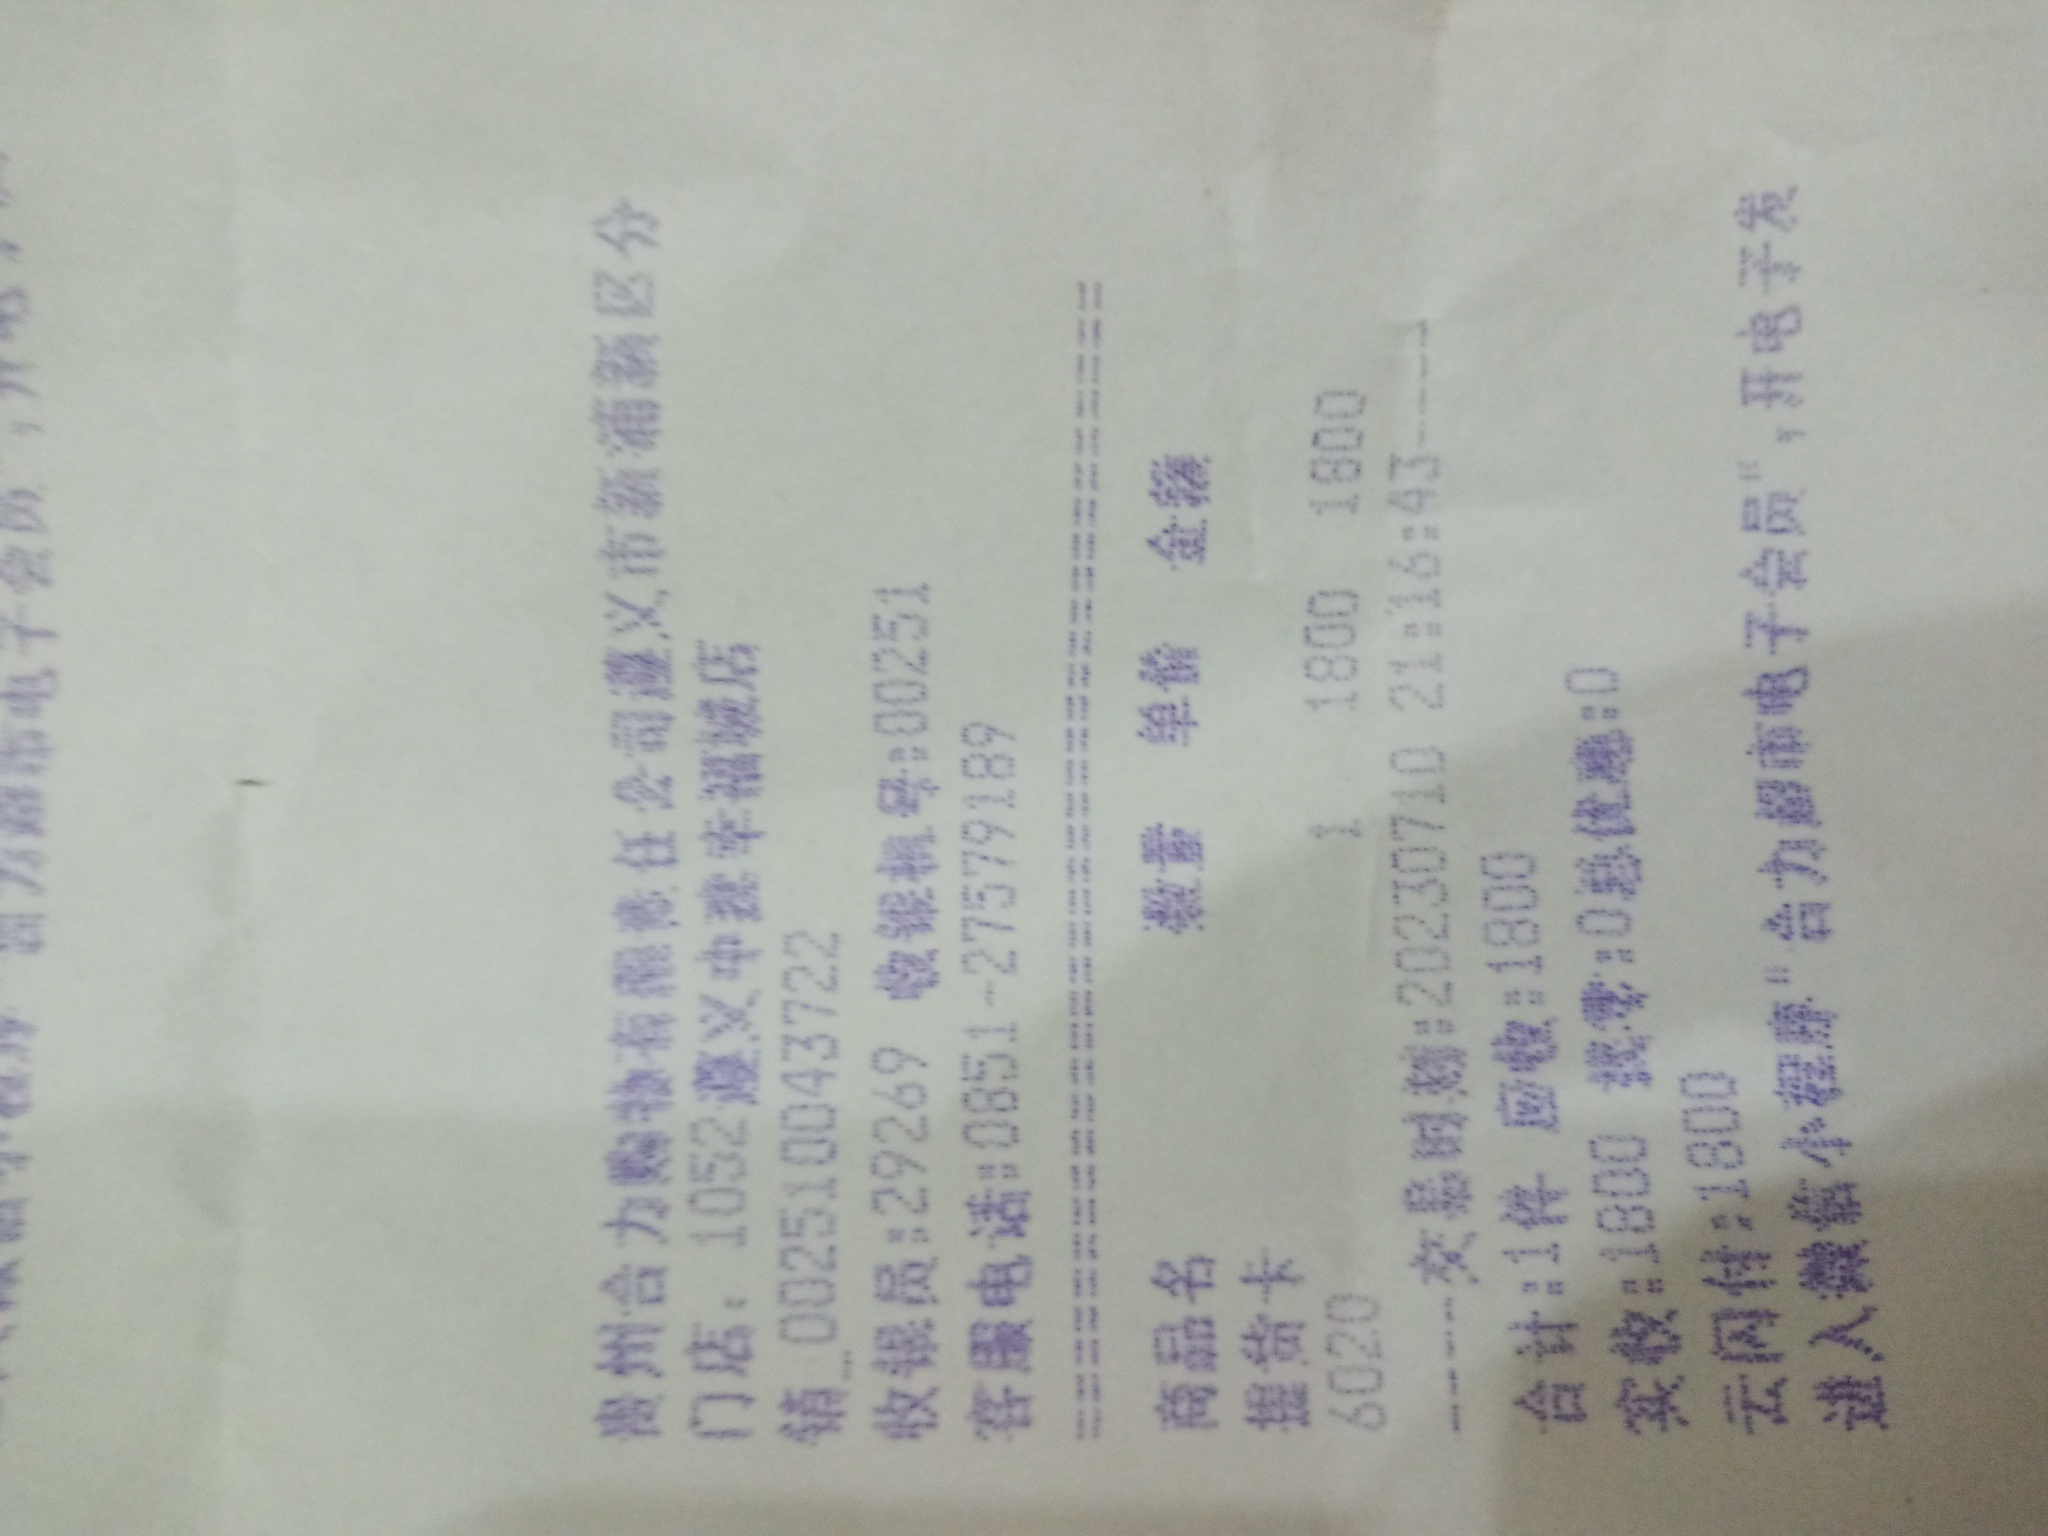 贵州合力购物有限责任公司遵义市新蒲新区分
门店: 1052遵义中建幸福城店
销_002510043722
收银员:29269 收银机号:00251
客服电话:0851-27579189
================================
商品名 数量 单价 金额
提货卡
6020 1 1800 1800
-----交易时刻:20230710 21:16:43----
合计:1件 应收:1800
实收:1800 找零:0总优惠:0
云闪付:1800
进入微信小程序"合力超市电子会员",开电子发